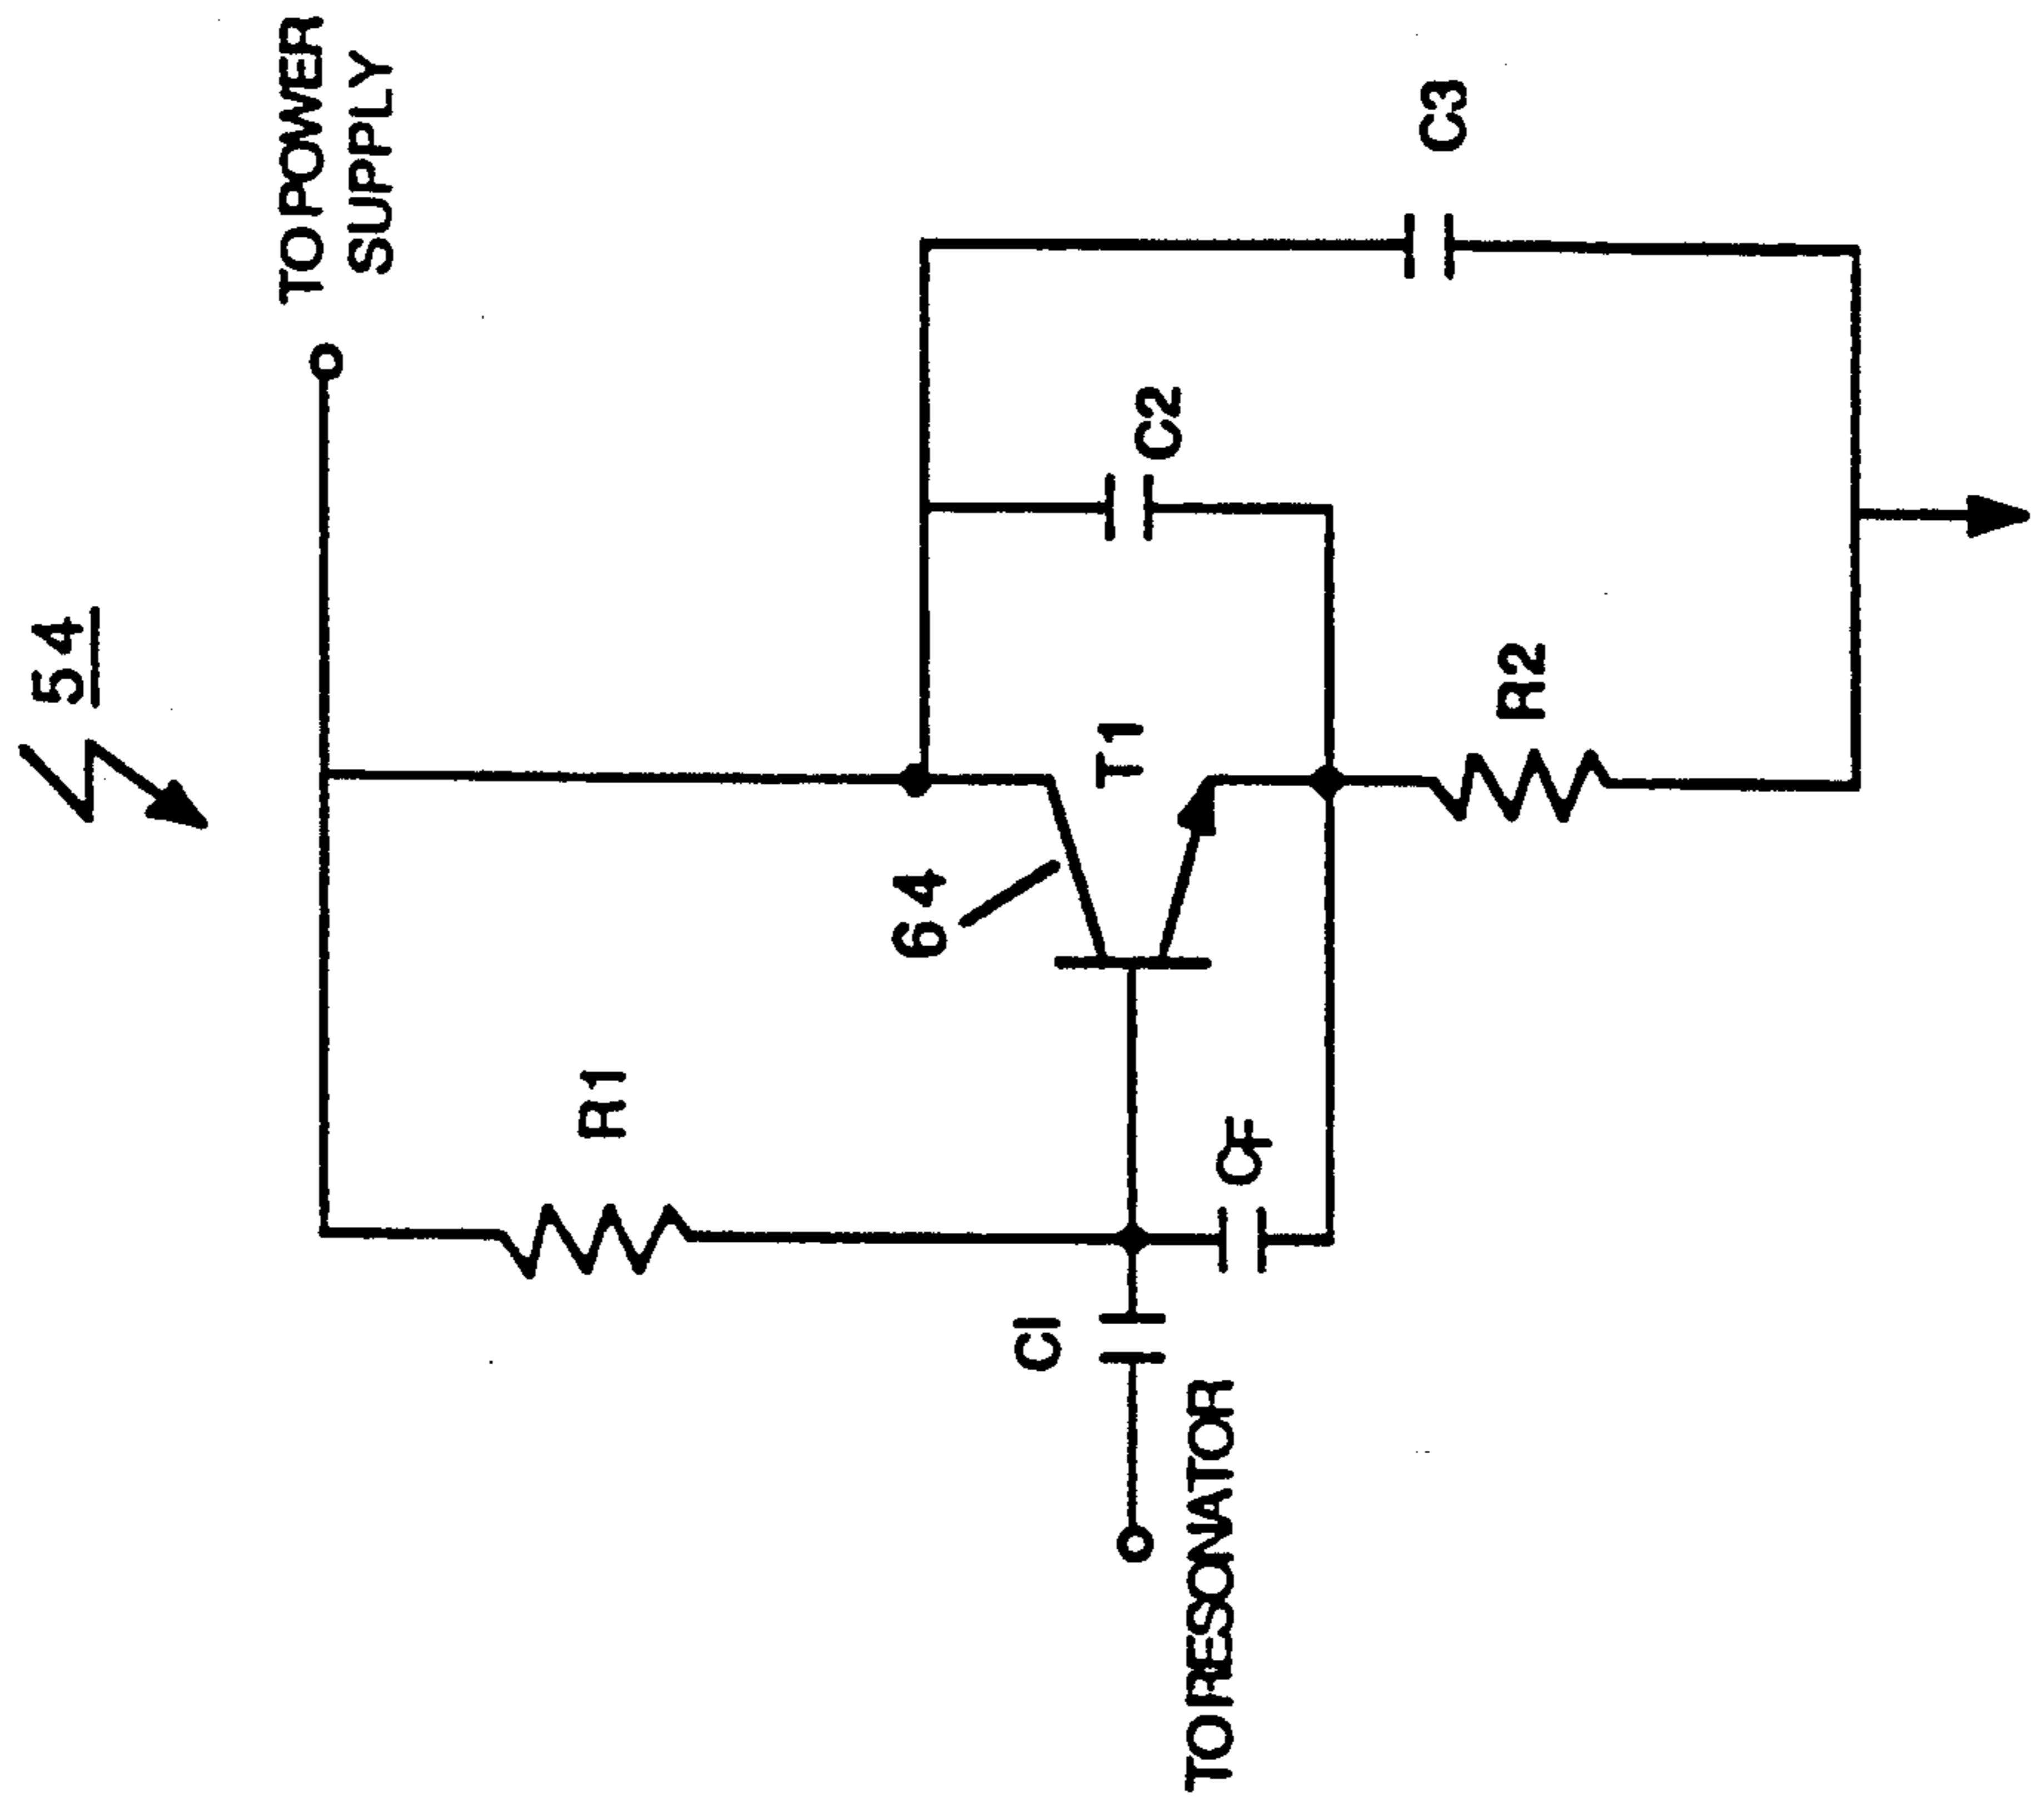 54
TO POWER
SUPPLY
R1
64
T1
C2
C3
CI
CF
R2
TO RESONATOR